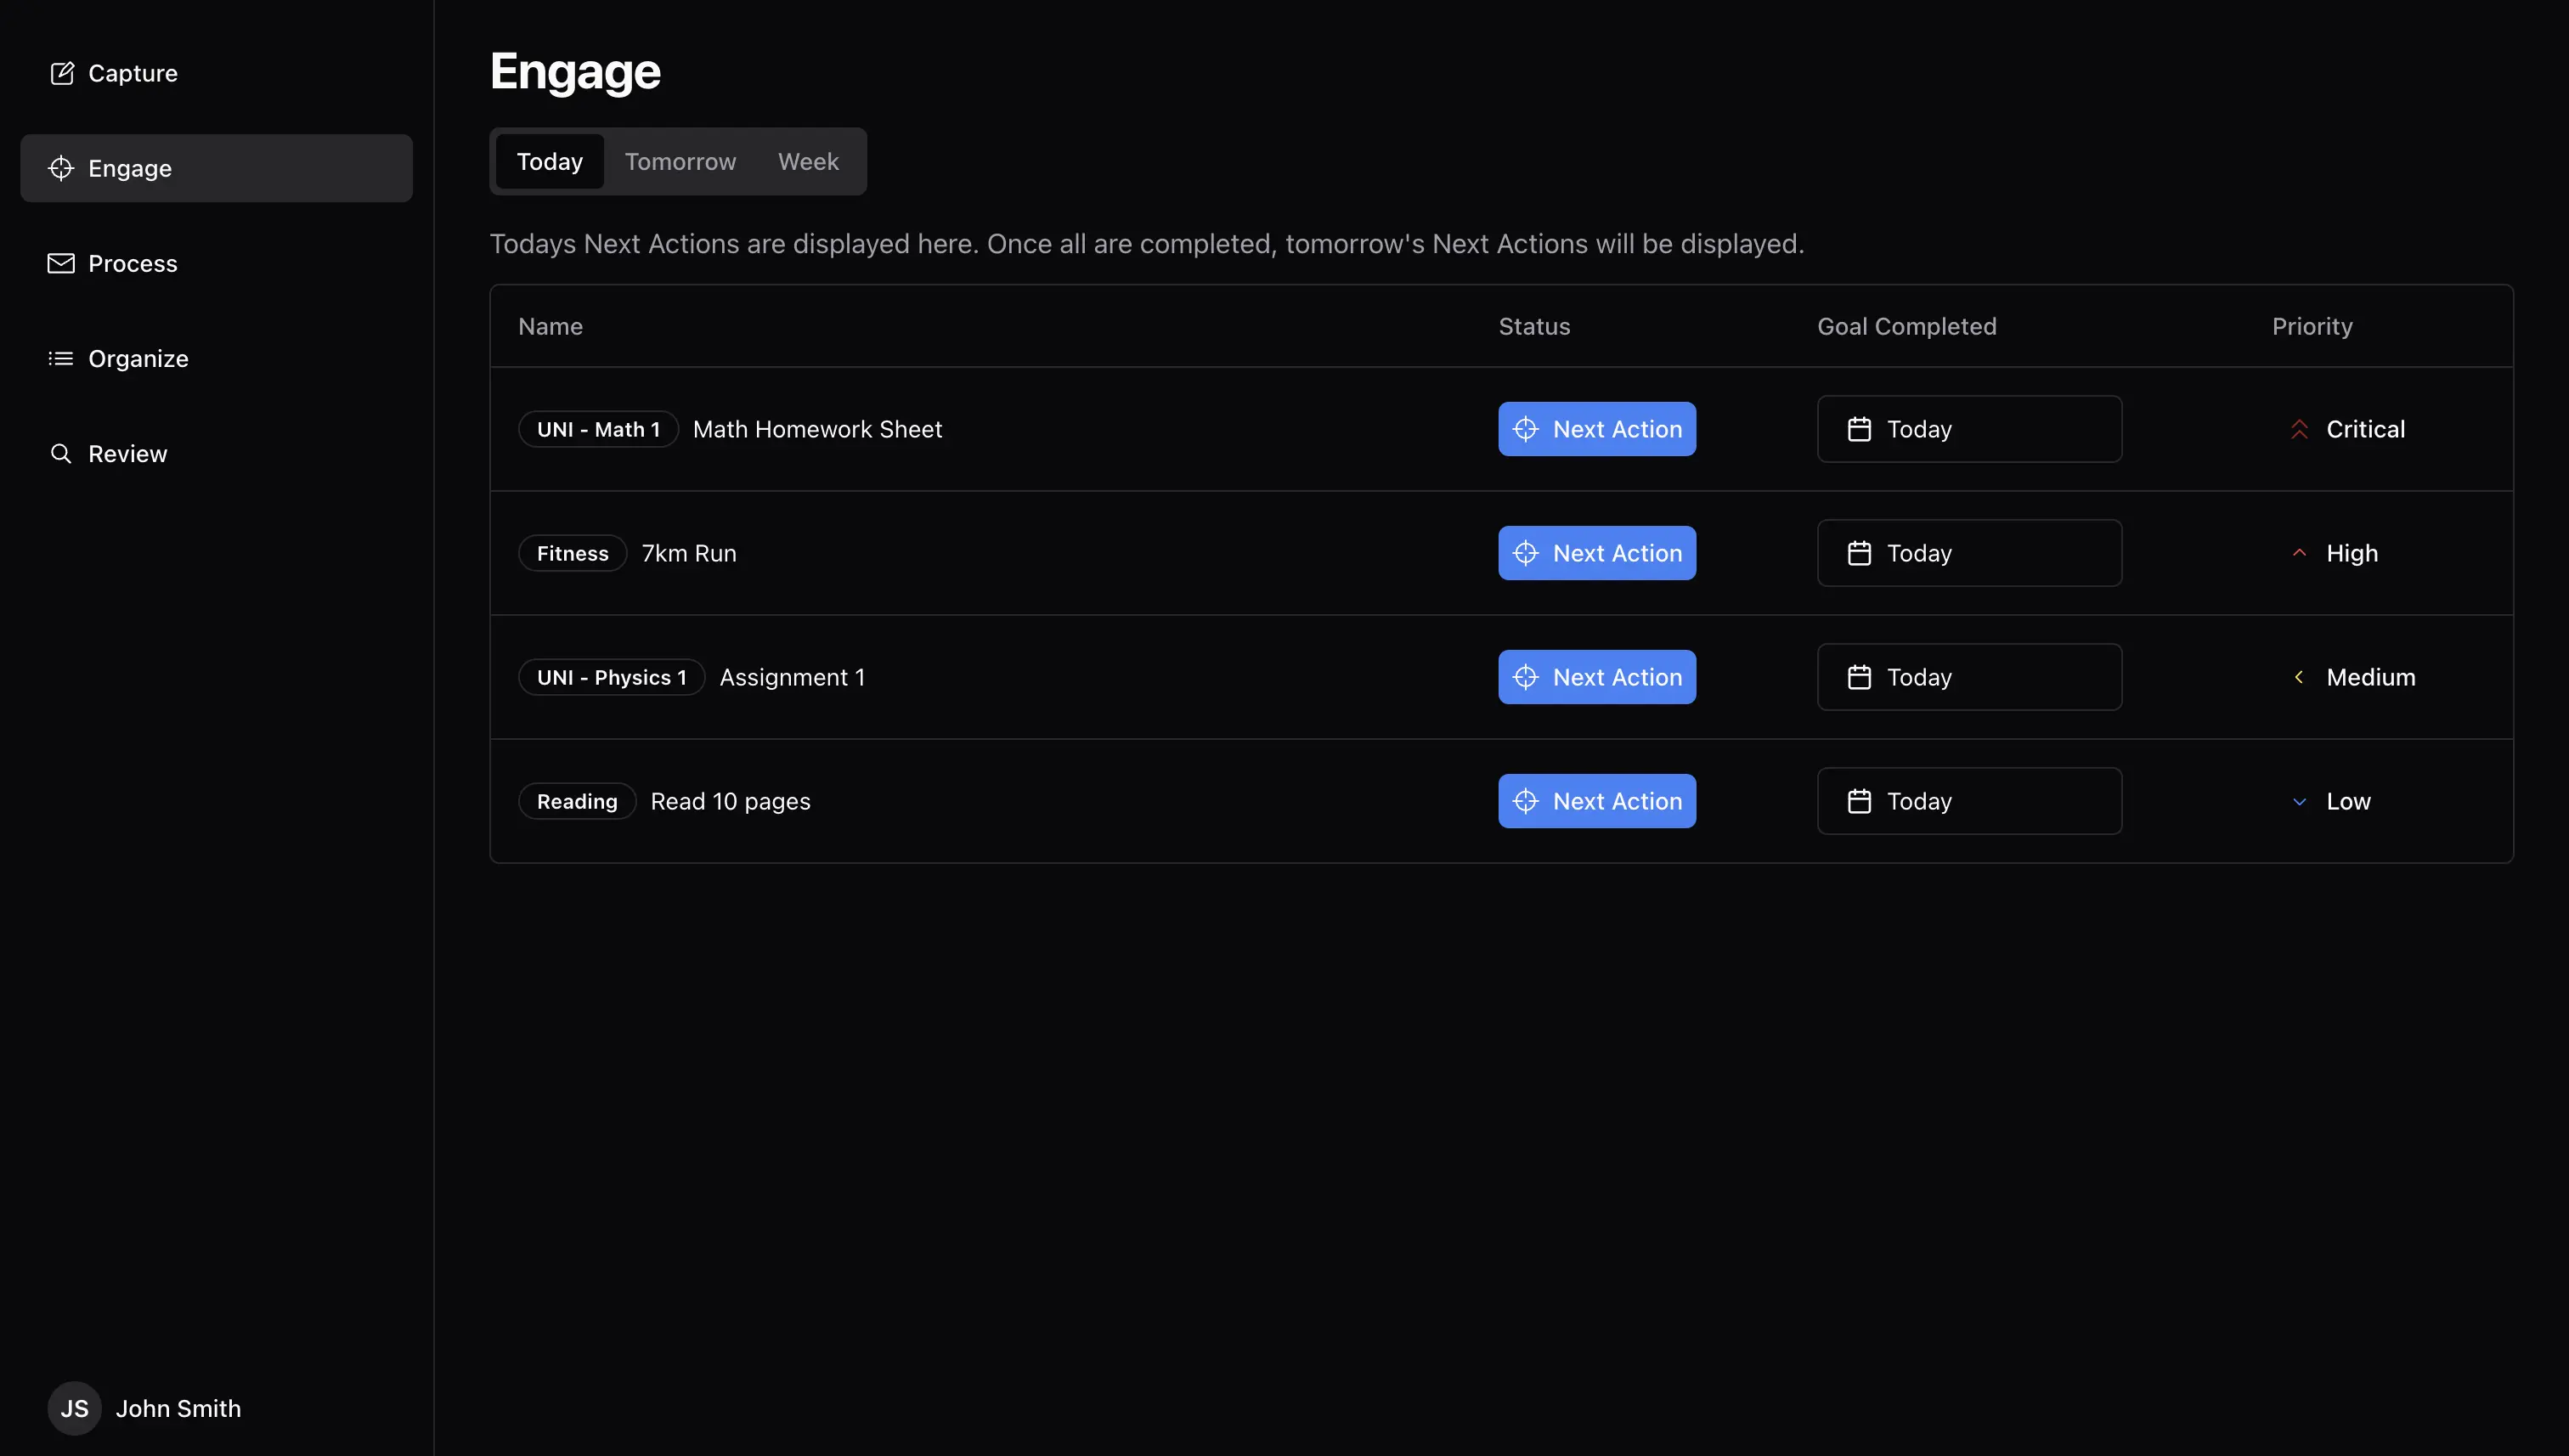 Capture
Engage
Process
Organize
Review
JS John Smith
Engage
Today Tomorrow Week
Todays Next Actions are displayed here. Once all are completed, tomorrow's Next Actions will be displayed.
Name Status Goal Completed Priority
UNI - Math 1 Math Homework Sheet Next Action Today Critical
Fitness 7km Run Next Action Today High
UNI - Physics 1 Assignment 1 Next Action Today Medium
Reading Read 10 pages Next Action Today Low